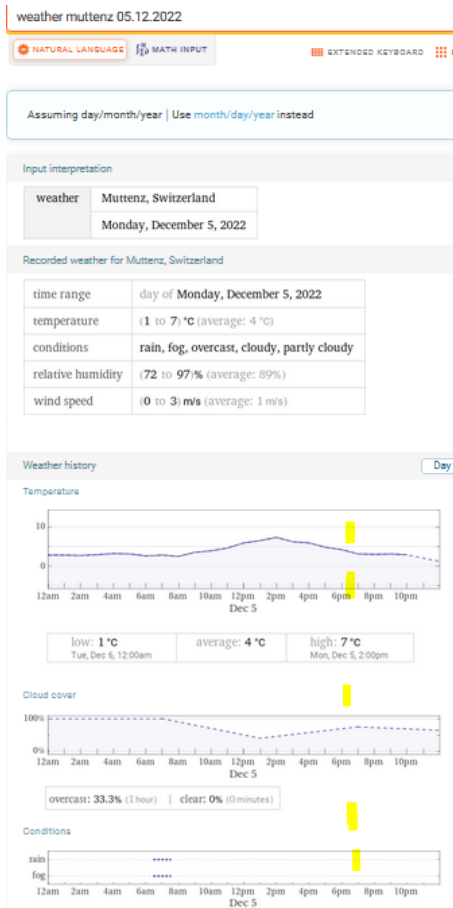 weather muttenz 05.12.2022
NATURAL LANGUAGE MATH INPUT EXTENDED KEYBOARD
Assuming day/month/year | Use month/day/year instead
Input interpretation
weather Muttenz, Switzerland
Monday, December 5, 2022
Recorded weather for Muttenz, Switzerland
time range day of Monday, December 5, 2022
temperature (1 to 7) °C (average: 4 °C)
conditions rain, fog, overcast, cloudy, partly cloudy
relative humidity (72 to 97)% (average: 89%)
wind speed (0 to 3) m/s (average: 1 m/s)
Weather history Day
Temperature
10
0
12am 2am 4am 6am 8am 10am 12pm 2pm 4pm 6pm 8pm 10pm
Dec 5
low: 1 °C average: 4 °C high: 7 °C
Tue, Dec 6, 12:00am Mon, Dec 5, 2:00pm
Cloud cover
100%
0%
12am 2am 4am 6am 8am 10am 12pm 2pm 4pm 6pm 8pm 10pm
Dec 5
overcast: 33.3% (1 hour) | clear: 0% (0 minutes)
Conditions
rain
fog
12am 2am 4am 6am 8am 10am 12pm 2pm 4pm 6pm 8pm 10pm
Dec 5